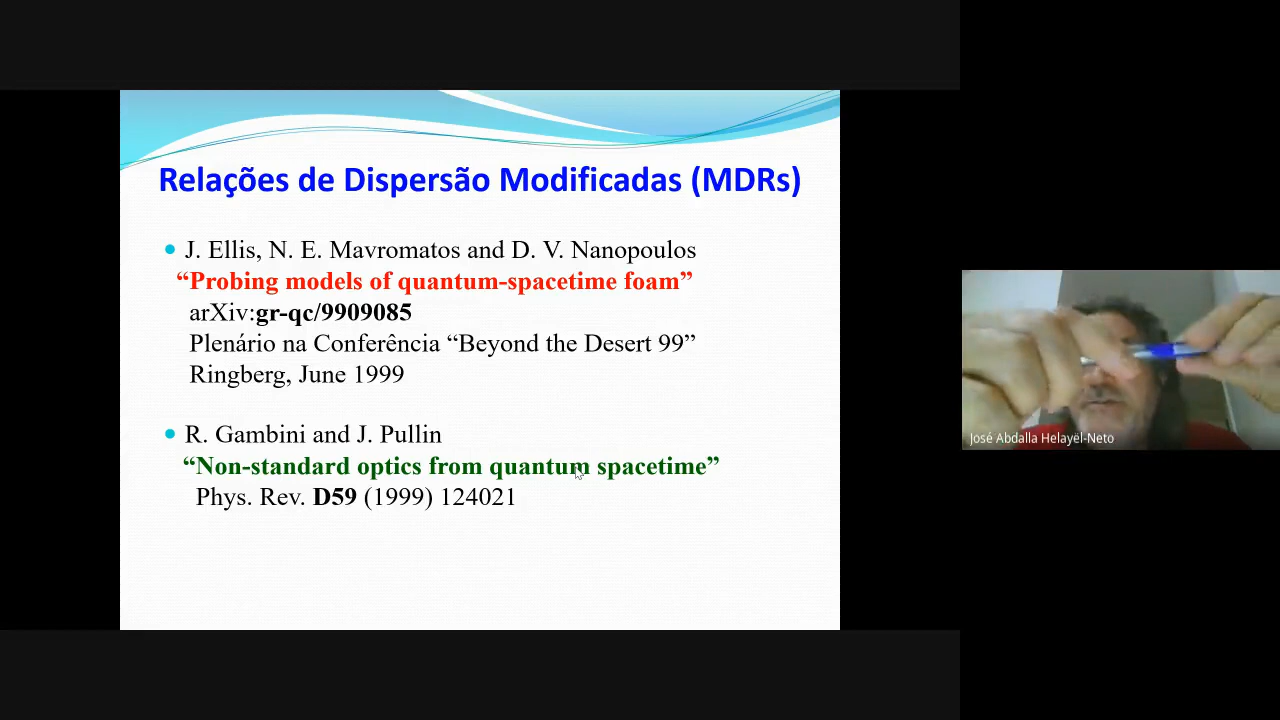 Relações de Dispersão Modificadas (MDRs)
J. Ellis, N. E. Mavromatos and D. V. Nanopoulos
“Probing models of quantum-spacetime foam”
arXiv:gr-qc/9909085
Plenário na Conferência “Beyond the Desert 99”
Ringberg, June 1999
R. Gambini and J. Pullin
“Non-standard optics from quantum spacetime”
Phys. Rev. D59 (1999) 124021
José Abdalla Helayël-Neto